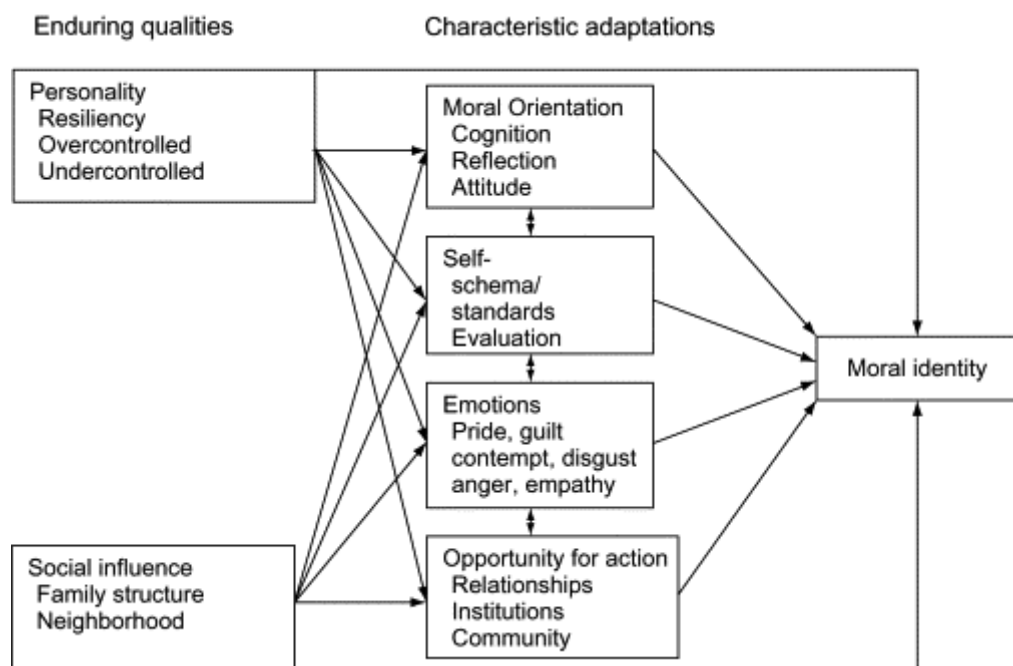 Enduring qualities
Characteristic adaptations
Personality
Resiliency
Overcontrolled
Undercontrolled
Moral Orientation
Cognition
Reflection
Attitude
Self-
schema/
standards
Evaluation
Emotions
Pride, guilt
contempt, disgust
anger, empathy
Social influence
Family structure
Neighborhood
Opportunity for action
Relationships
Institutions
Community
Moral identity